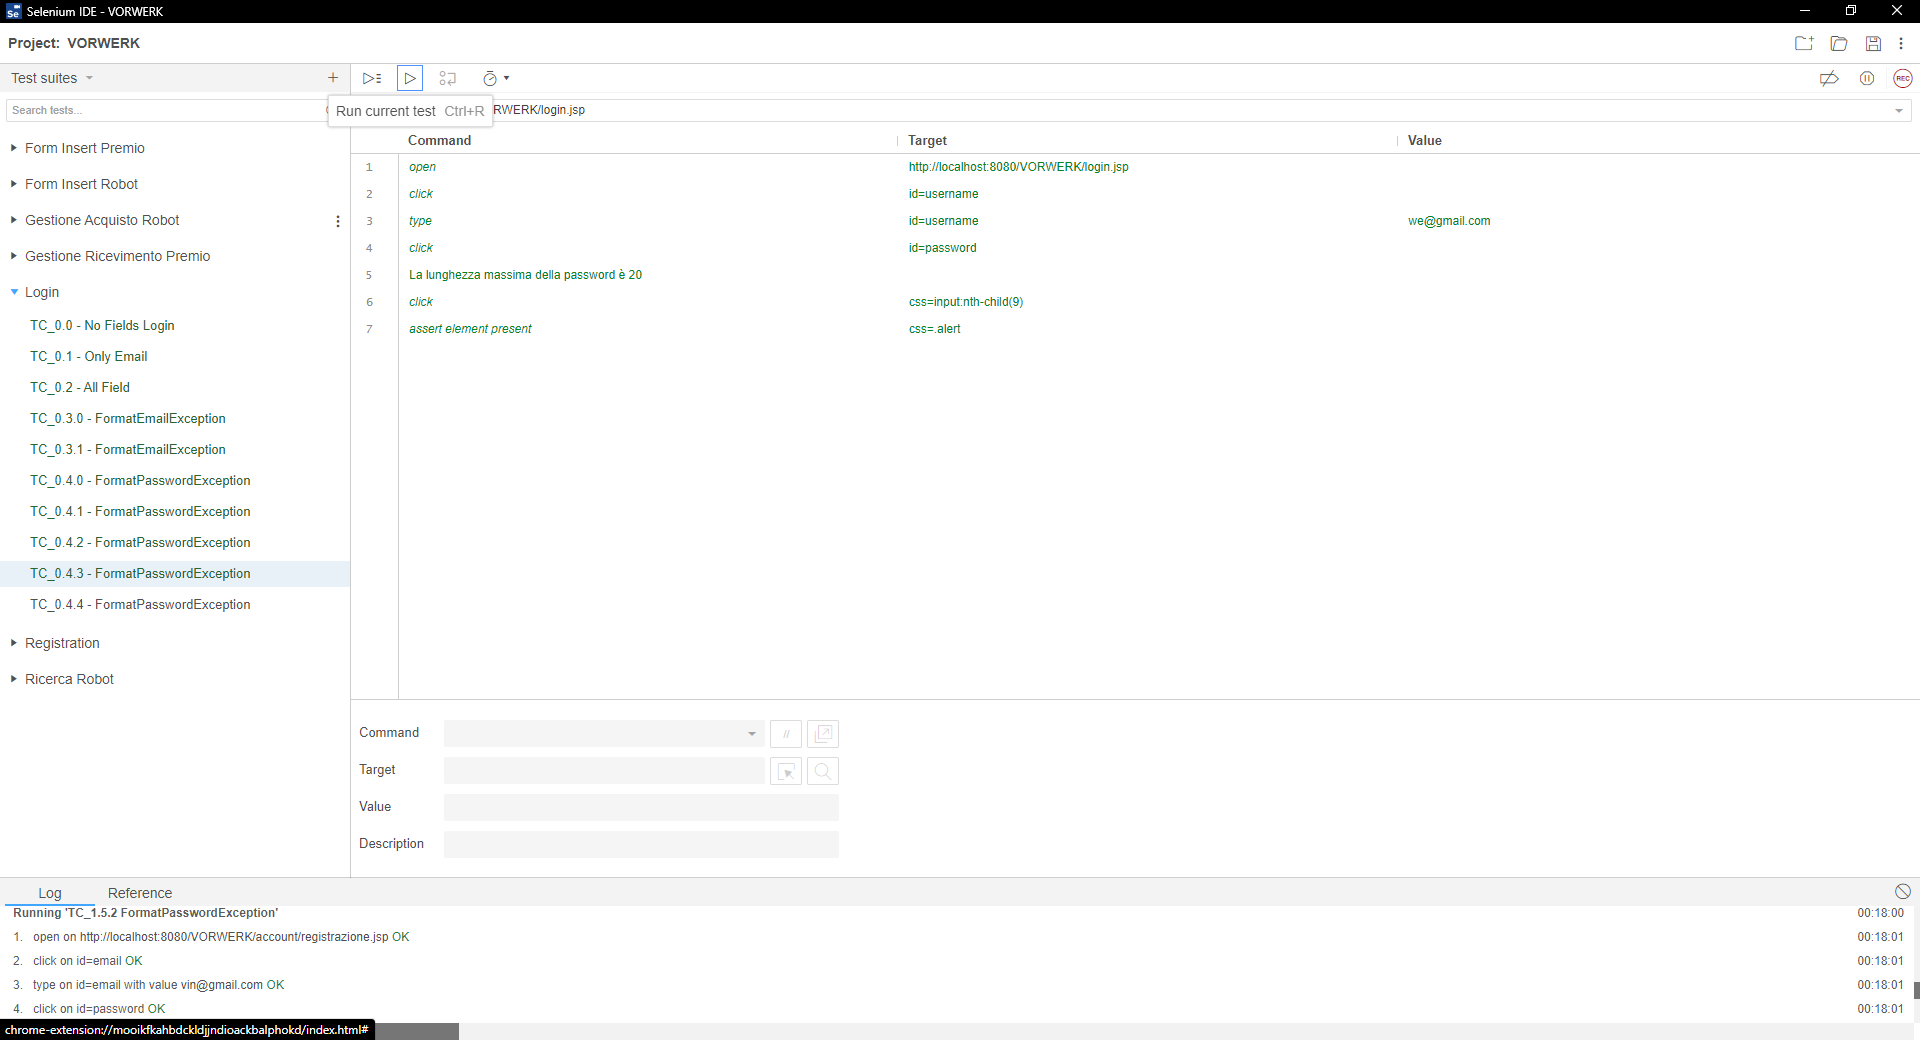 Selenium IDE - VORWERK
Project: VORWERK
Test suites
Run current test Ctrl+R
RWERK/login.jsp
Search tests...
Form Insert Premio
Form Insert Robot
Gestione Acquisto Robot
Gestione Ricevimento Premio
Login
TC_0.0 - No Fields Login
TC_0.1 - Only Email
TC_0.2 - All Field
TC_0.3.0 - FormatEmailException
TC_0.3.1 - FormatEmailException
TC_0.4.0 - FormatPasswordException
TC_0.4.1 - FormatPasswordException
TC_0.4.2 - FormatPasswordException
TC_0.4.3 - FormatPasswordException
TC_0.4.4 - FormatPasswordException
Registration
Ricerca Robot
REC
Command Target Value
1 open http://localhost:8080/VORWERK/login.jsp
2 click id=username
3 type id=username we@gmail.com
4 click id=password
5 La lunghezza massima della password è 20
6 click css=input:nth-child(9)
7 assert element present css=.alert
Command
//
Target
Value
Description
Log Reference
Running 'TC_1.5.2 FormatPasswordException' 00:18:00
1. open on http://localhost:8080/VORWERK/account/registrazione.jsp OK 00:18:01
2. click on id=email OK 00:18:01
3. type on id=email with value vin@gmail.com OK 00:18:01
4. click on id=password OK 00:18:01
chrome-extension://mooikfkahbdckldjjndioackbalphokd/index.html#